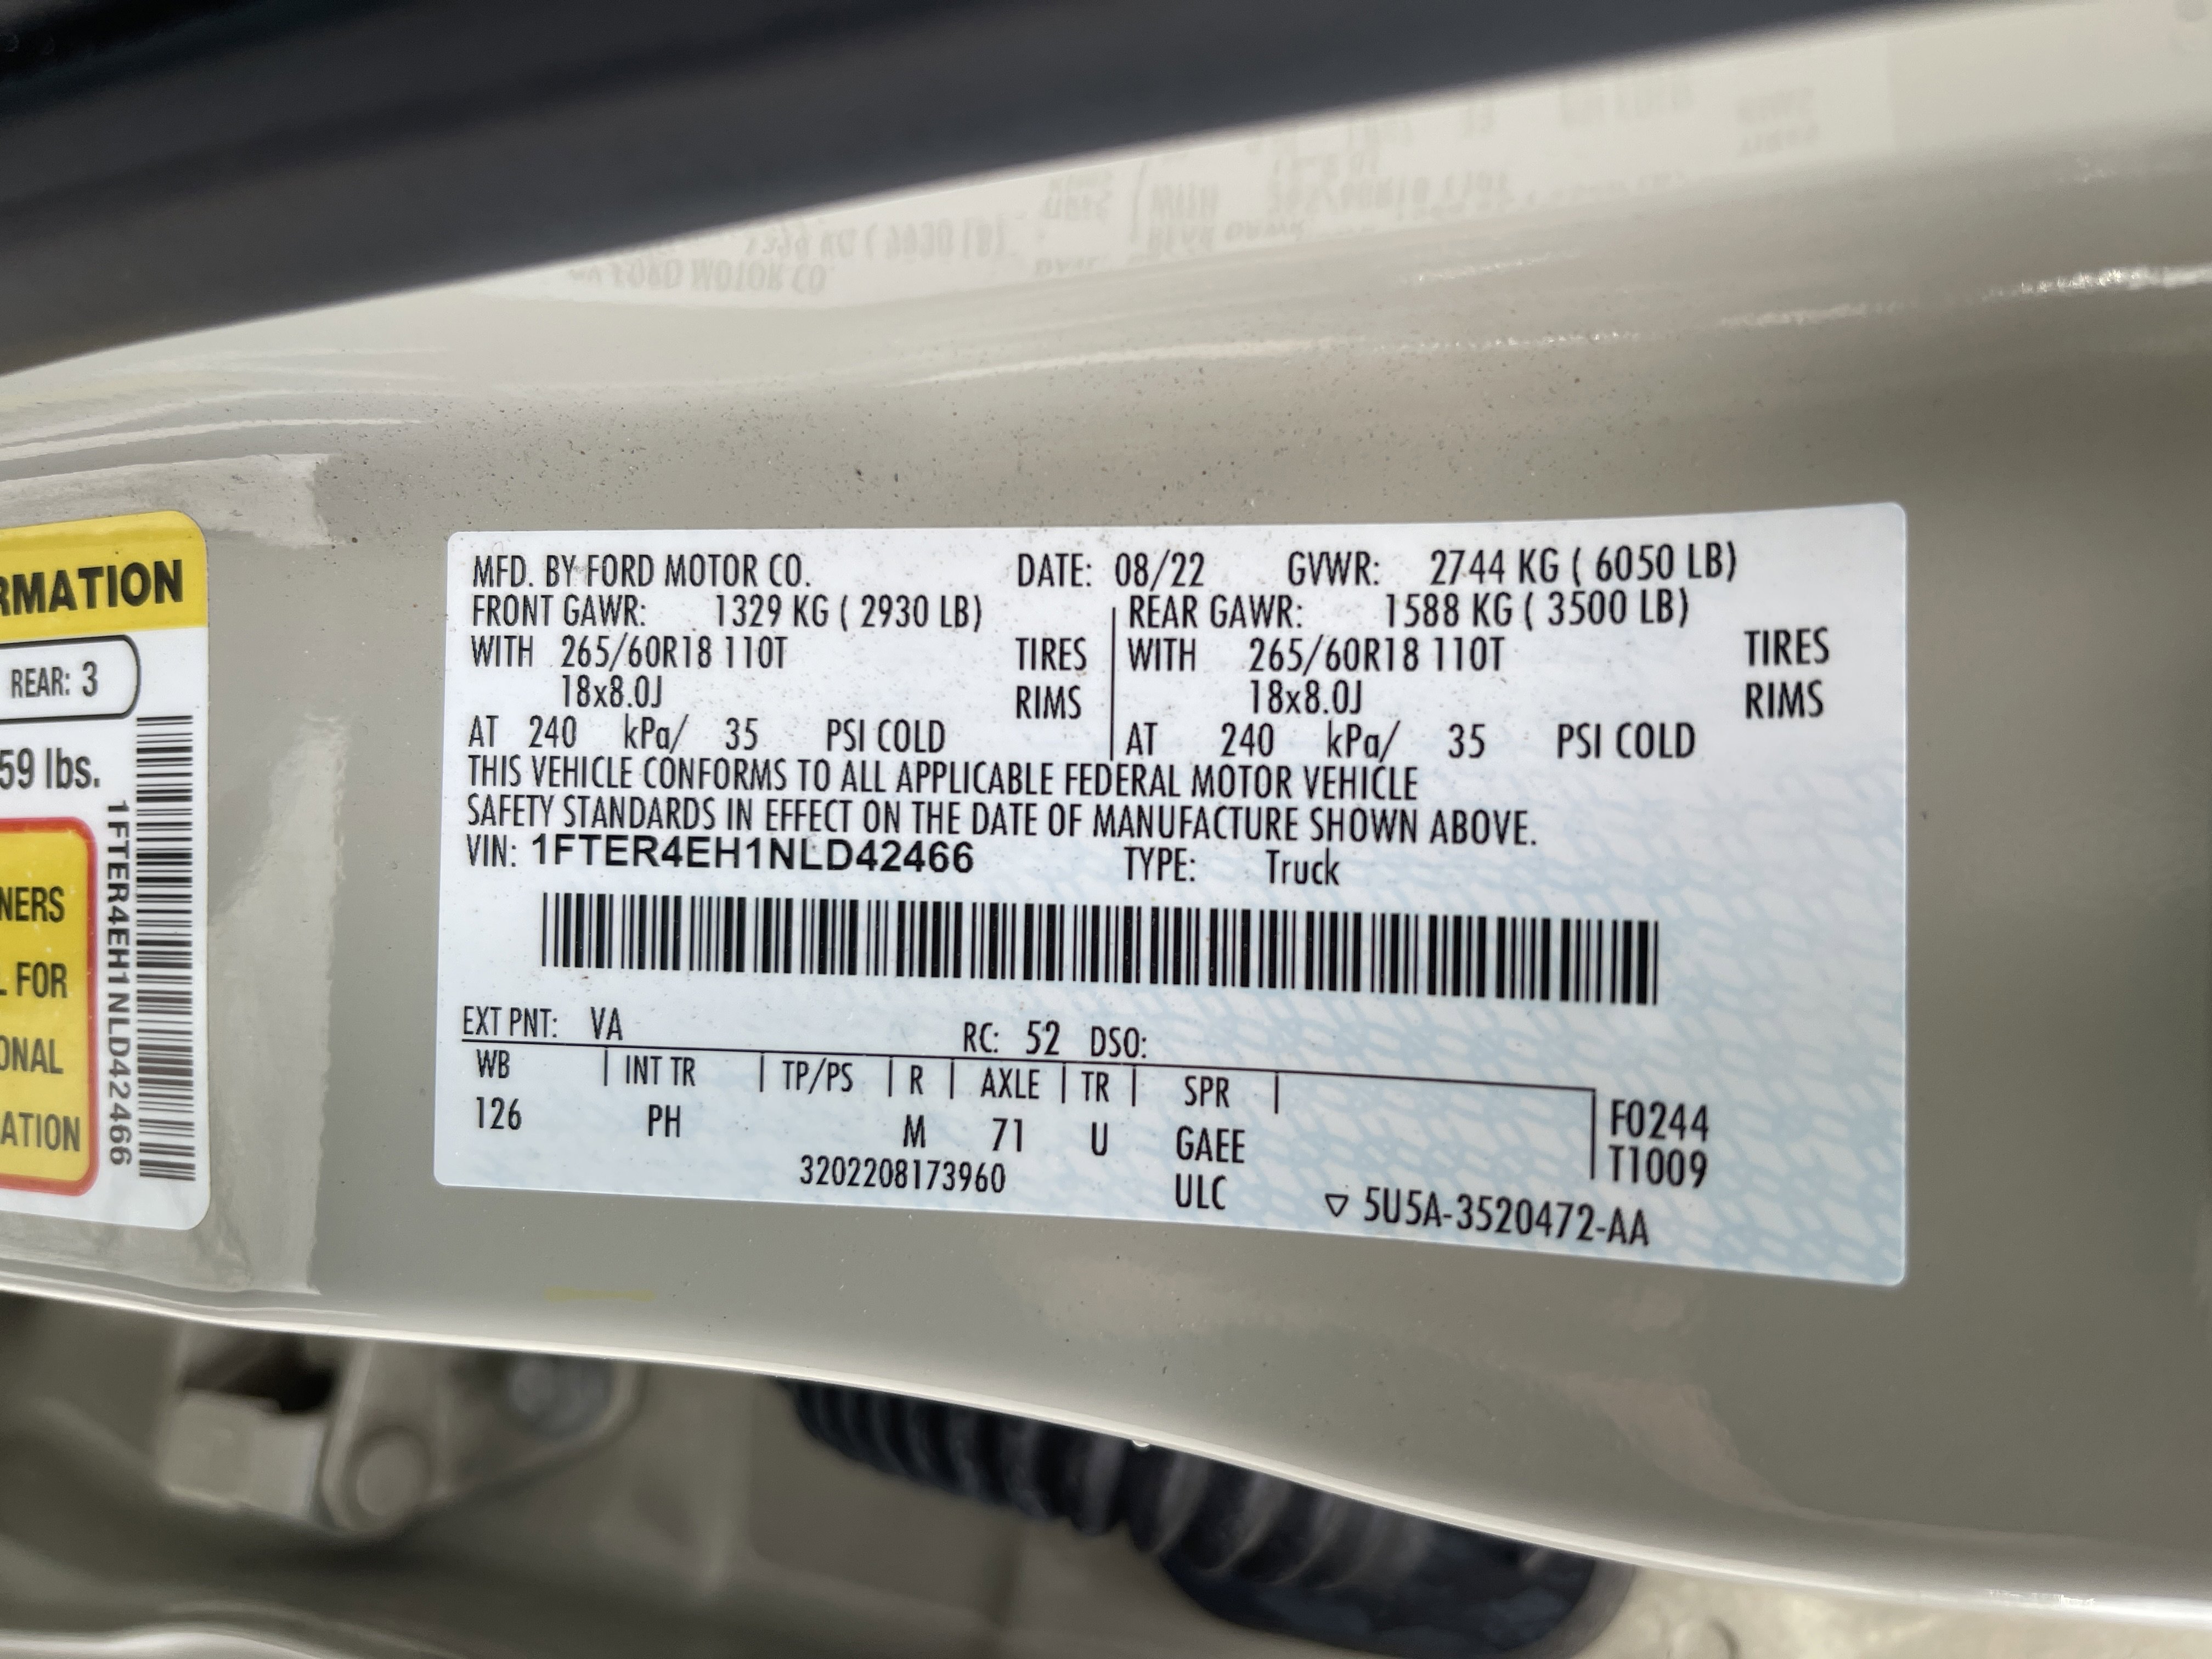 MFD. BY FORD MOTOR CO. DATE: 08/22 GVWR: 2744 KG ( 6050 LB)
FRONT GAWR: 1329 KG ( 2930 LB) REAR GAWR: 1588 KG ( 3500 LB)
WITH 265/60R18 110T TIRES WITH 265/60R18 110T TIRES
18x8.0J RIMS 18x8.0J RIMS
AT 240 kPa/ 35 PSI COLD AT 240 kPa/ 35 PSI COLD
THIS VEHICLE CONFORMS TO ALL APPLICABLE FEDERAL MOTOR VEHICLE
SAFETY STANDARDS IN EFFECT ON THE DATE OF MANUFACTURE SHOWN ABOVE.
VIN: 1FTER4EH1NLD42466 TYPE: Truck
EXT PNT: VA RC: 52 DSO:
WB INT TR TP/PS R AXLE TR SPR
126 PH M 71 U GAEE
F0244
T1009
3202208173960 ULC ▽ 5U5A-3520472-AA
RMATION
REAR: 3
59 lbs.
NERS
L FOR
ONAL
ATION
1FTER4EH1NLD42466